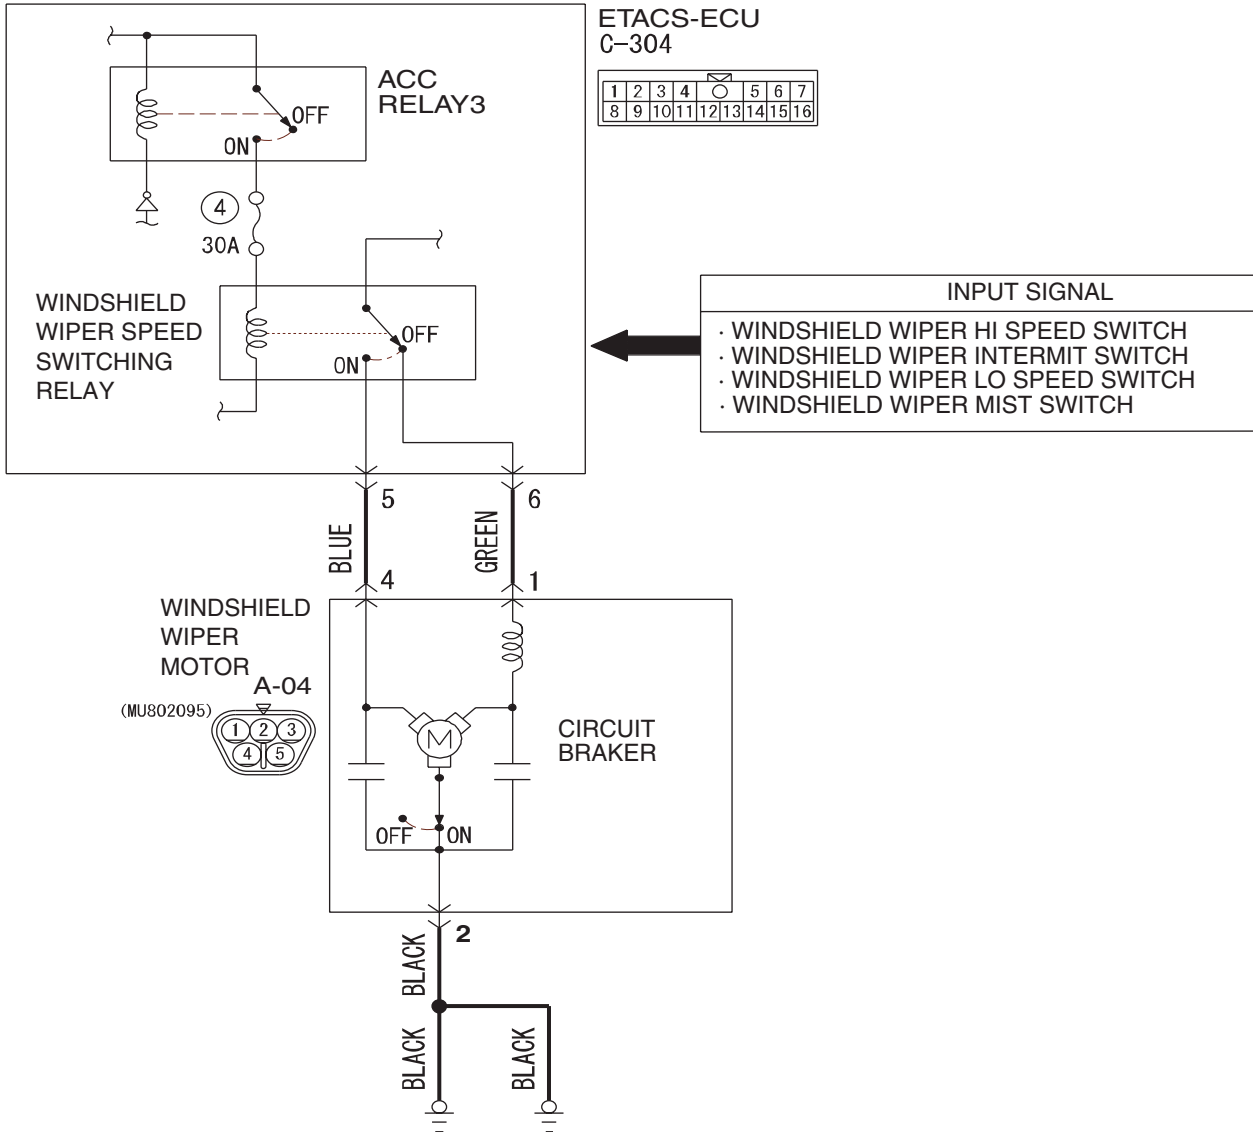 ETACS-ECU
C-304
1 2 3 4 5 6 7
8 9 10 11 12 13 14 15 16
ACC
RELAY3
OFF
ON
4
30A
WINDSHIELD
WIPER SPEED
SWITCHING
RELAY
OFF
ON
INPUT SIGNAL
· WINDSHIELD WIPER HI SPEED SWITCH
· WINDSHIELD WIPER INTERMIT SWITCH
· WINDSHIELD WIPER LO SPEED SWITCH
· WINDSHIELD WIPER MIST SWITCH
5
6
BLUE
GREEN
4
1
WINDSHIELD
WIPER
MOTOR
A-04
(MU802095)
1 2 3
4 5
M
CIRCUIT
BRAKER
OFF
ON
2
BLACK
BLACK
BLACK